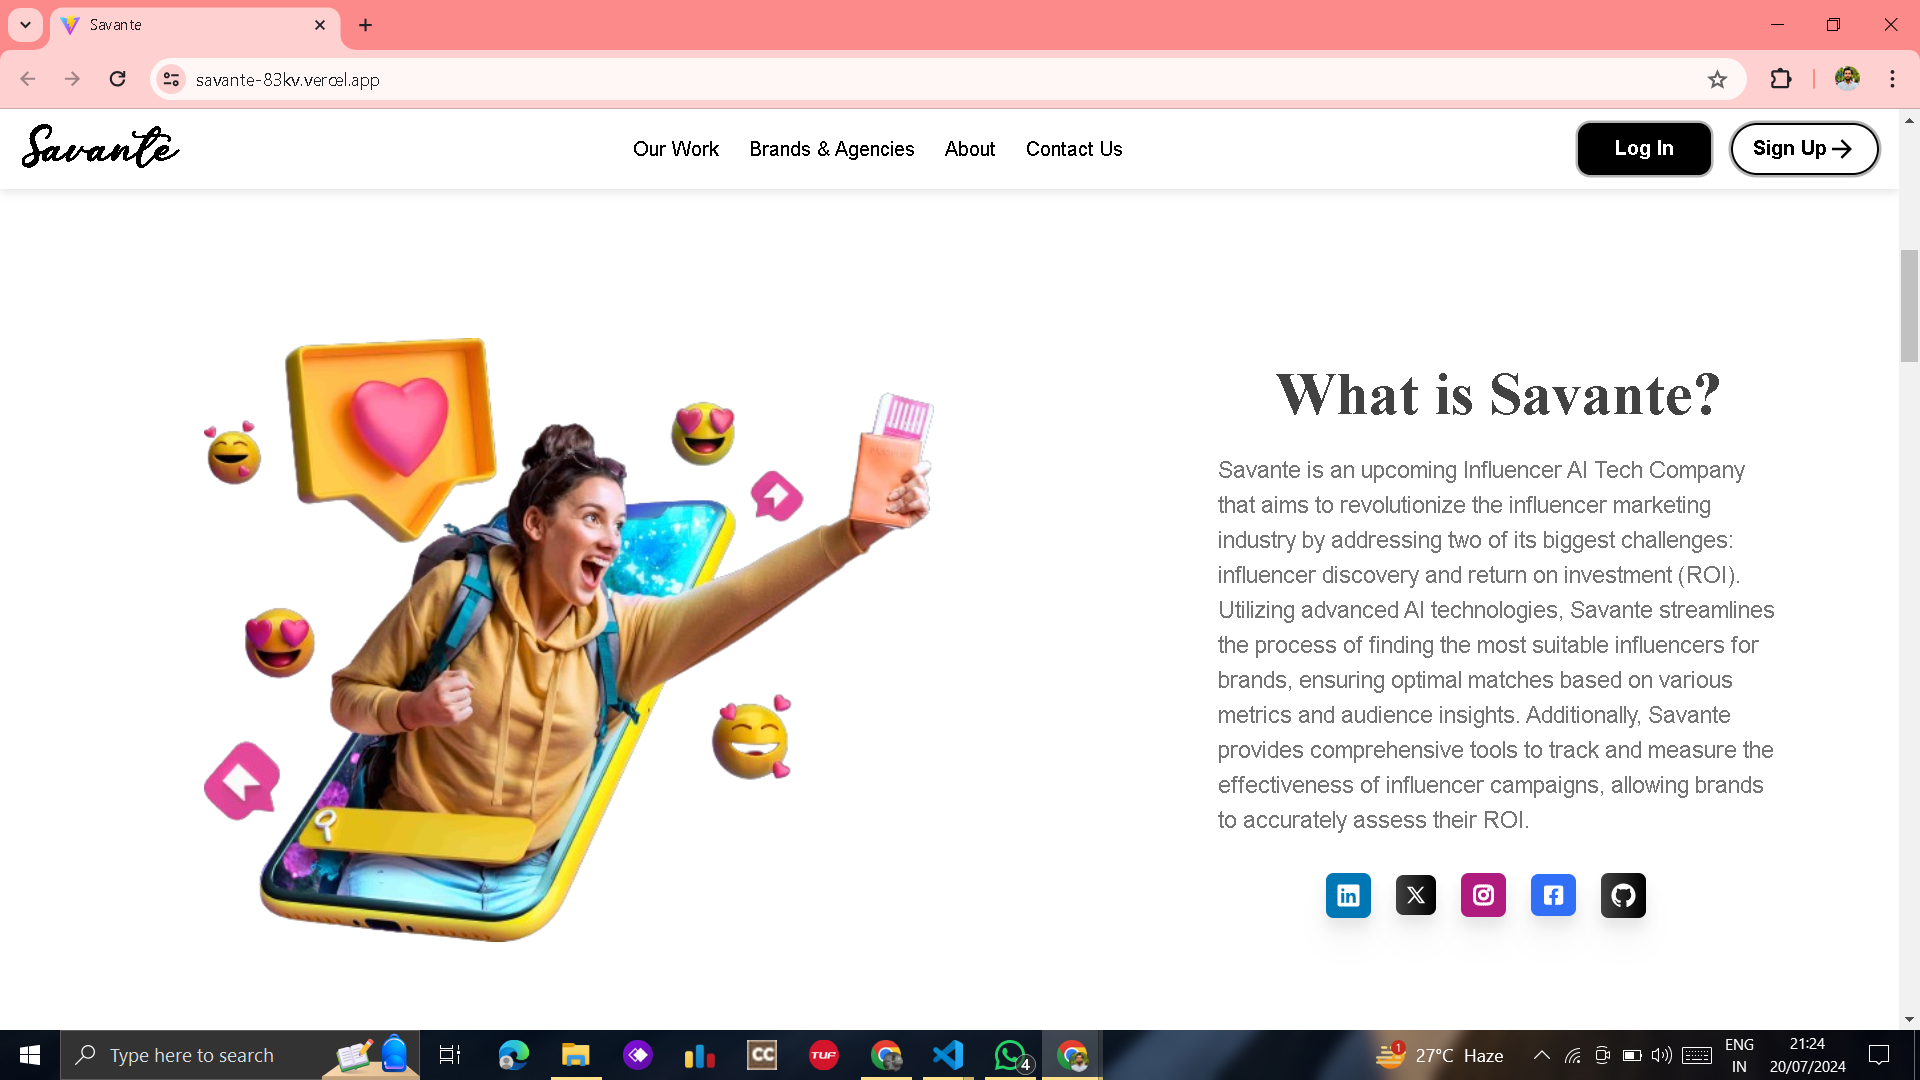 Savante
savante-83kv.vercel.app
Savante
Our Work
Brands & Agencies
About
Contact Us
Log In
Sign Up
What is Savante?
Savante is an upcoming Influencer AI Tech Company
that aims to revolutionize the influencer marketing
industry by addressing two of its biggest challenges:
influencer discovery and return on investment (ROI).
Utilizing advanced AI technologies, Savante streamlines
the process of finding the most suitable influencers for
brands, ensuring optimal matches based on various
metrics and audience insights. Additionally, Savante
provides comprehensive tools to track and measure the
effectiveness of influencer campaigns, allowing brands
to accurately assess their ROI.
in
Type here to search
CC
TUF
4
1
27°C Haze
ENG
IN
21:24
20/07/2024